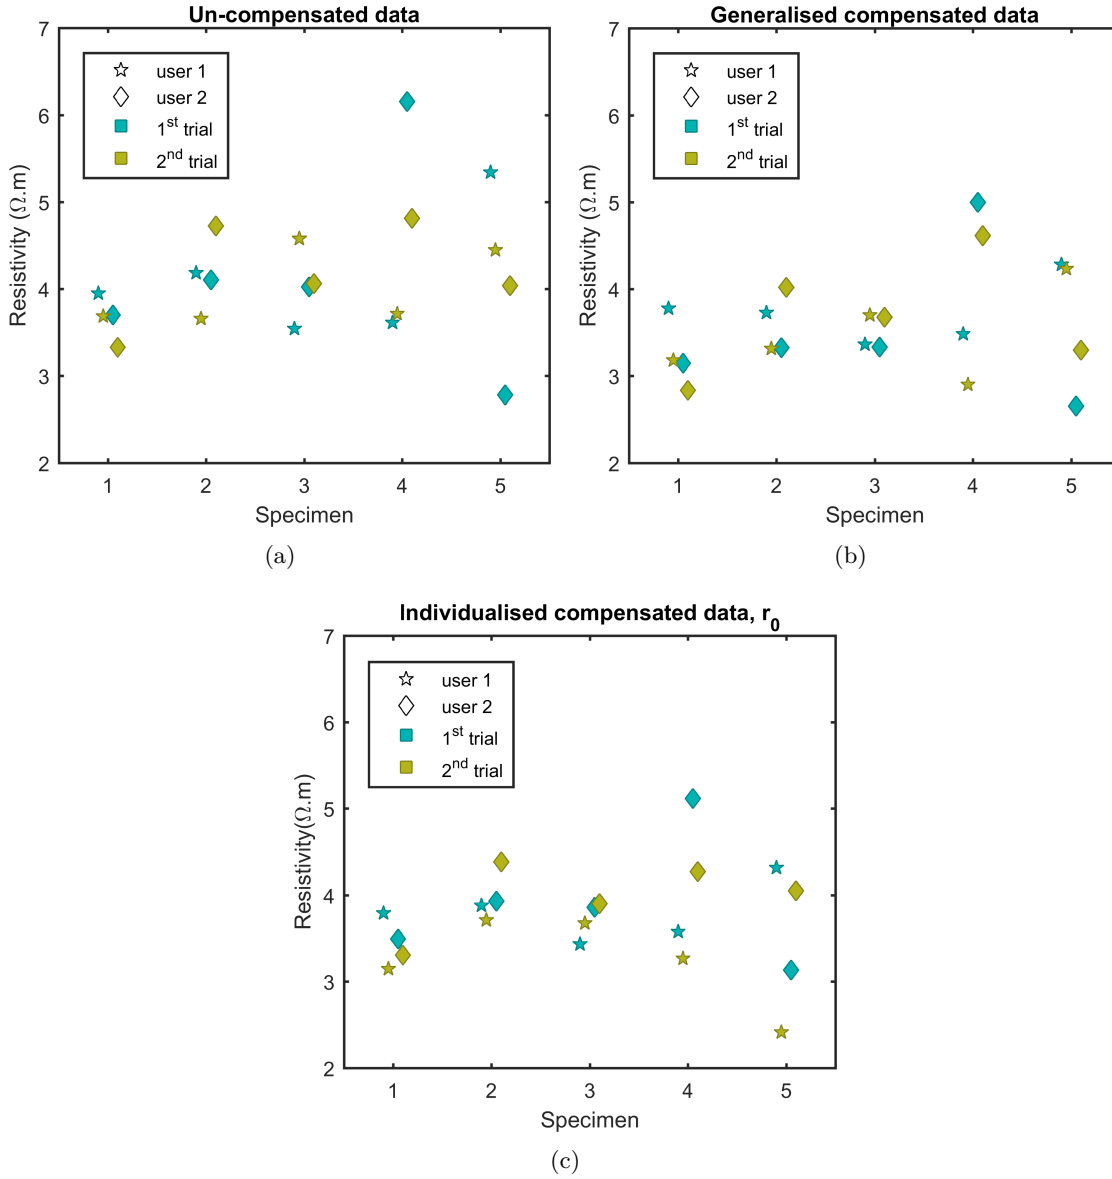 Un-compensated data
7
6
5
4
3
2
Resistivity (Ω.m)
user 1
user 2
1st trial
2nd trial
1 2 3 4 5
Specimen
(a)
Generalised compensated data
7
6
5
4
3
2
Resistivity (Ω.m)
user 1
user 2
1st trial
2nd trial
1 2 3 4 5
Specimen
(b)
Individualised compensated data, r0
7
6
5
4
3
2
Resistivity(Ω.m)
user 1
user 2
1st trial
2nd trial
1 2 3 4 5
Specimen
(c)